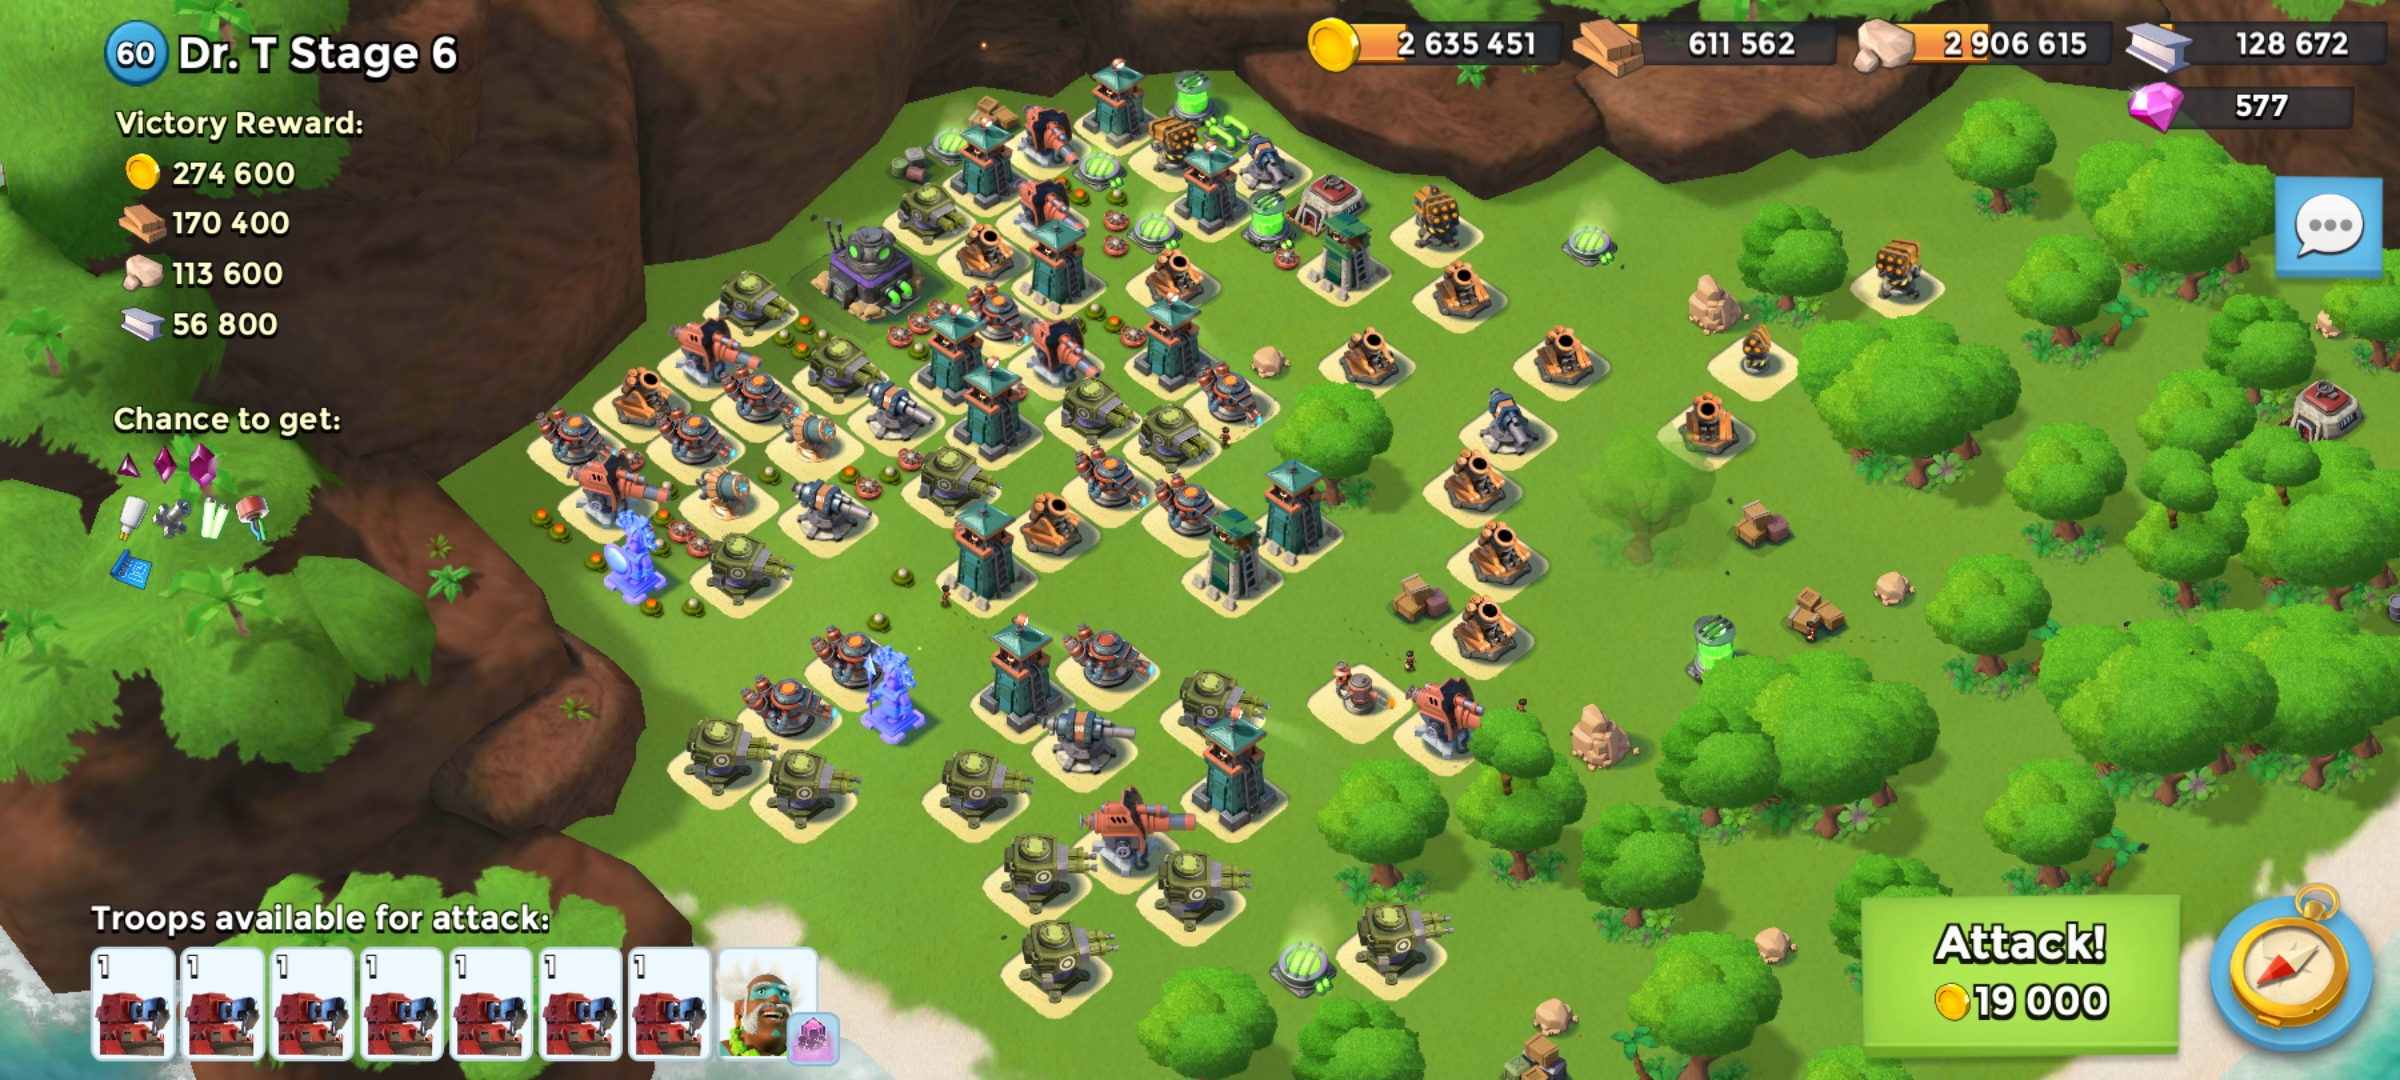 60 Dr. T Stage 6
Victory Reward:
274 600
170 400
113 600
56 800
Chance to get:
2 635 451
611 562
2 906 615
128 672
577
Troops available for attack:
1 1 1 1 1 1 1
Attack!
19 000